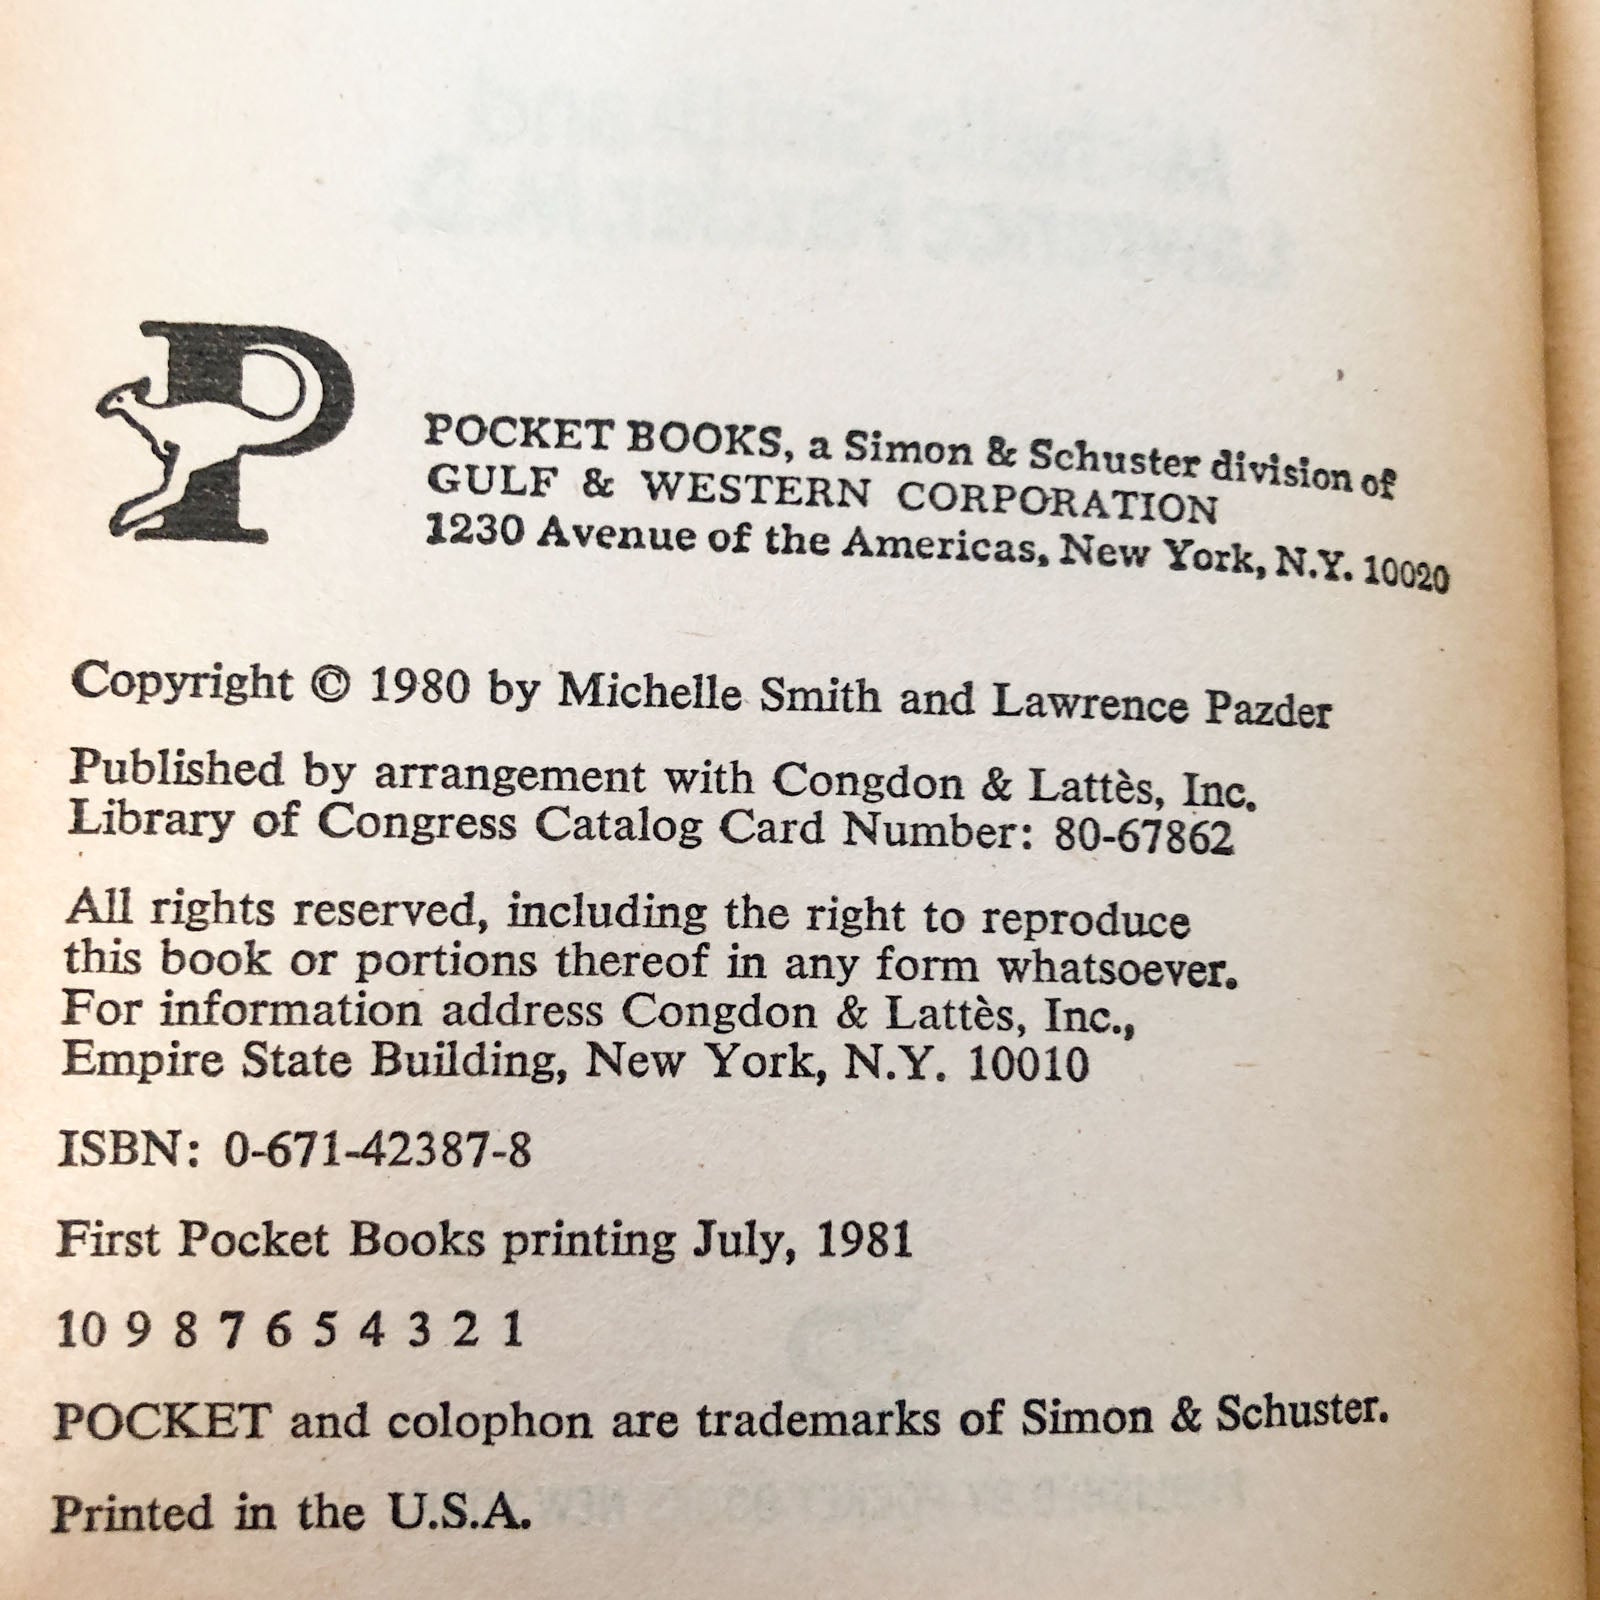 P
POCKET BOOKS, a Simon & Schuster division of
GULF & WESTERN CORPORATION
1230 Avenue of the Americas, New York, N.Y. 10020
Copyright © 1980 by Michelle Smith and Lawrence Pazder
Published by arrangement with Congdon & Lattès, Inc.
Library of Congress Catalog Card Number: 80-67862
All rights reserved, including the right to reproduce
this book or portions thereof in any form whatsoever.
For information address Congdon & Lattès, Inc.,
Empire State Building, New York, N.Y. 10010
ISBN: 0-671-42387-8
First Pocket Books printing July, 1981
10 9 8 7 6 5 4 3 2 1
POCKET and colophon are trademarks of Simon & Schuster.
Printed in the U.S.A.